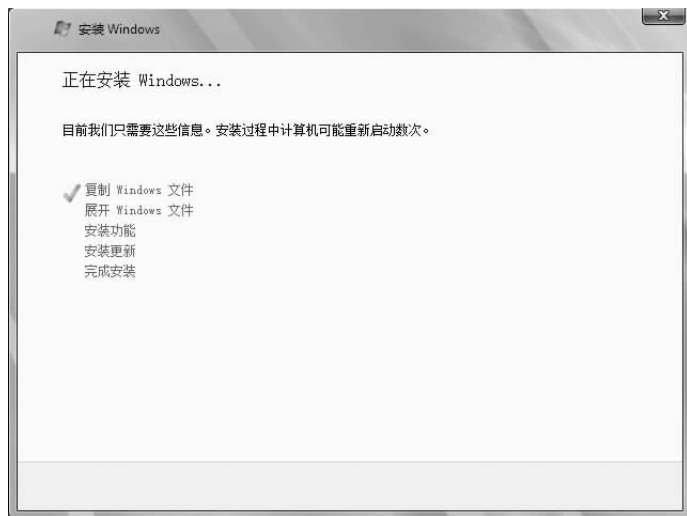 安装 Windows
正在安装 Windows...
目前我们只需要这些信息。安装过程中计算机可能重新启动数次。
复制 Windows 文件
展开 Windows 文件
安装功能
安装更新
完成安装